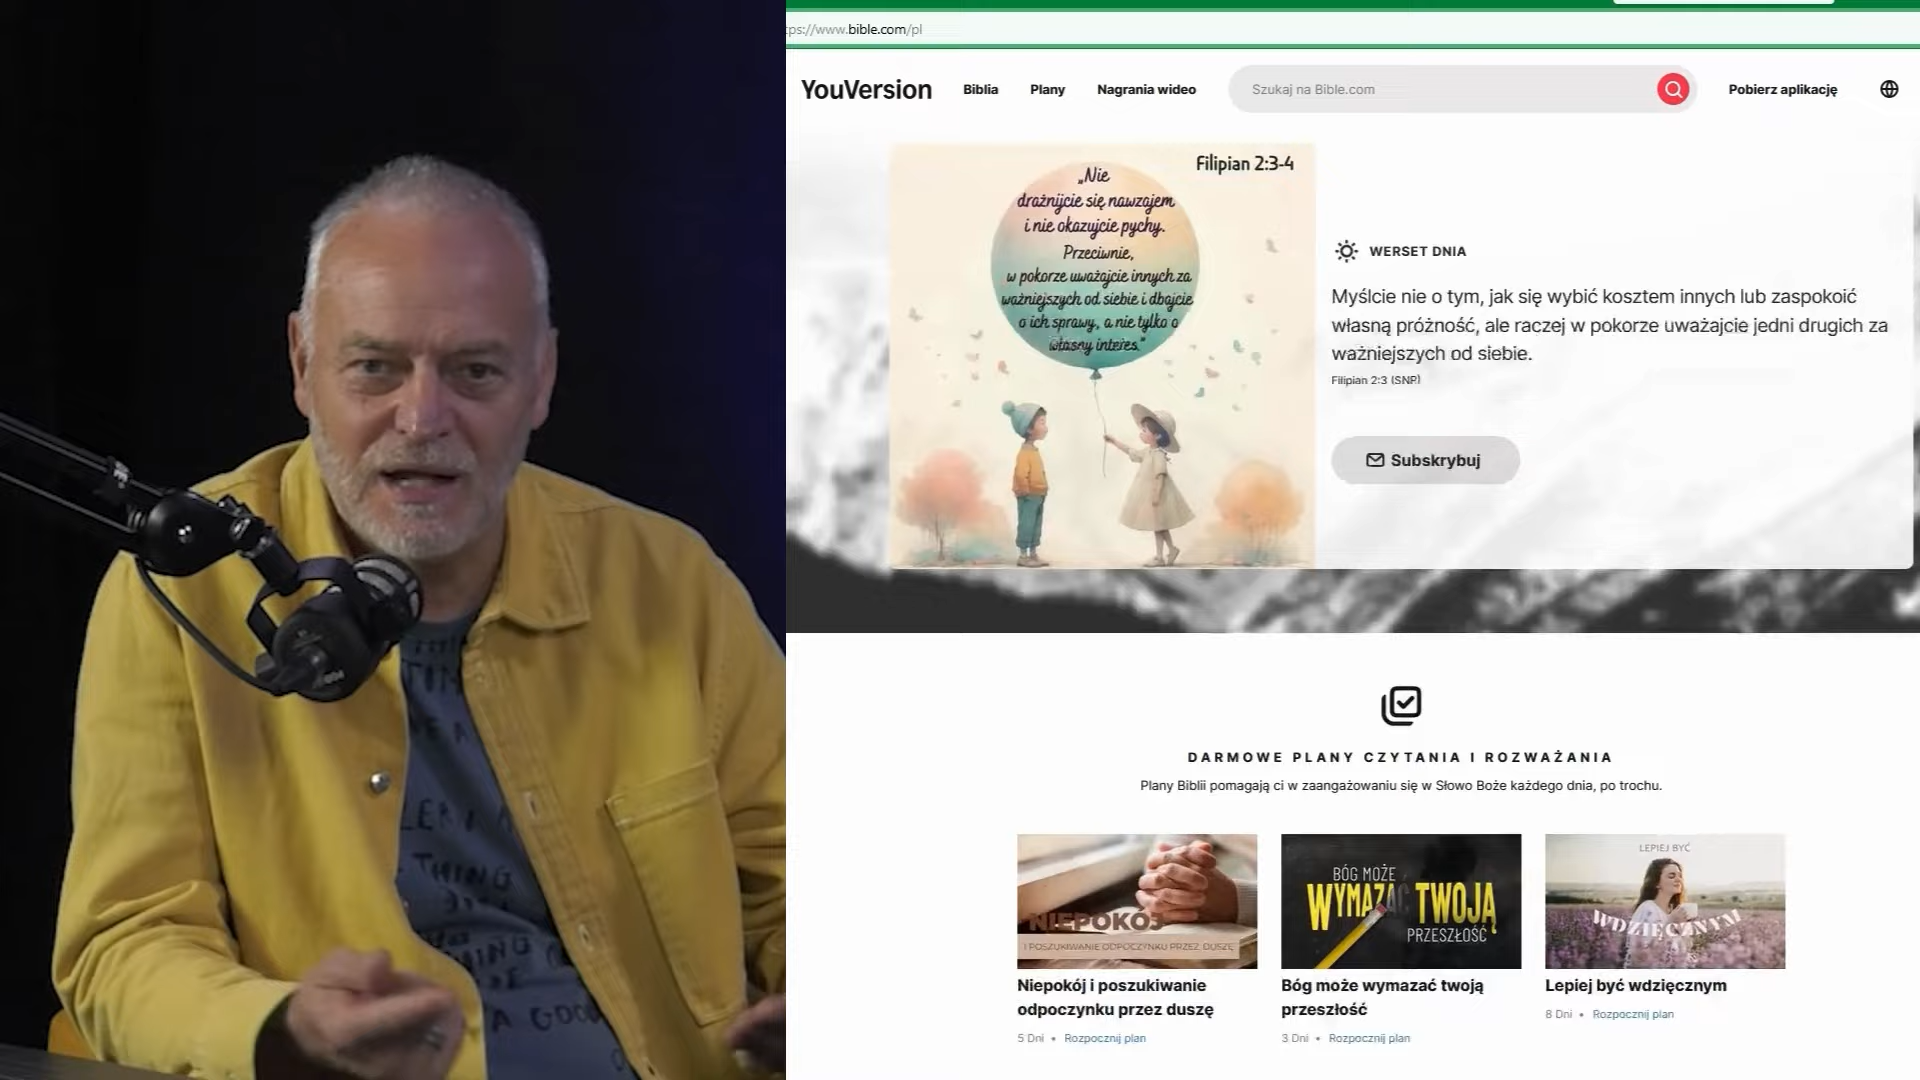 tps://www.bible.com/pl
YouVersion
Biblia
Plany
Nagrania wideo
Szukaj na Bible.com
Pobierz aplikację
Filipian 2:3-4
„Nie
drażnijcie się nawzajem
i nie okazujcie pychy.
Przeciwnie,
w pokorze uważajcie innych za
ważniejszych od siebie i dbajcie
o ich sprawy, a nie tylko o
własny interes.”
WERSET DNIA
Myślcie nie o tym, jak się wybić kosztem innych lub zaspokoić
własną próżność, ale raczej w pokorze uważajcie jedni drugich za
ważniejszych od siebie.
Filipian 2:3 (SNP)
Subskrybuj
DARMOWE PLANY CZYTANIA I ROZWAŻANIA
Plany Biblii pomagają ci w zaangażowaniu się w Słowo Boże każdego dnia, po trochu.
NIEPOKÓJ
I POSZUKIWANIE ODPOCZYNKU PRZEZ DUSZĘ
Niepokój i poszukiwanie
odpoczynku przez duszę
5 Dni • Rozpocznij plan
BÓG MOŻE
WYMAZAĆ TWOJĄ
PRZESZŁOŚĆ
Bóg może wymazać twoją
przeszłość
3 Dni • Rozpocznij plan
LEPIEJ BYĆ
WDZIĘCZNYM
Lepiej być wdzięcznym
8 Dni • Rozpocznij plan
THING
A GOOD